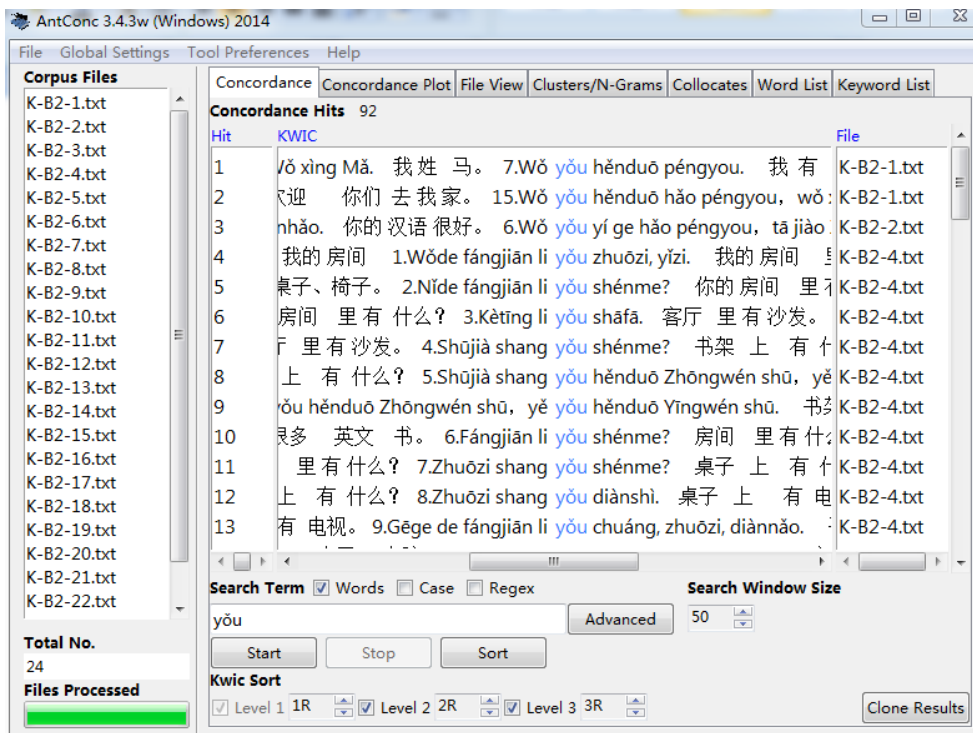 AntConc 3.4.3w (Windows) 2014
File Global Settings Tool Preferences Help
Corpus Files
K-B2-1.txt
K-B2-2.txt
K-B2-3.txt
K-B2-4.txt
K-B2-5.txt
K-B2-6.txt
K-B2-7.txt
K-B2-8.txt
K-B2-9.txt
K-B2-10.txt
K-B2-11.txt
K-B2-12.txt
K-B2-13.txt
K-B2-14.txt
K-B2-15.txt
K-B2-16.txt
K-B2-17.txt
K-B2-18.txt
K-B2-19.txt
K-B2-20.txt
K-B2-21.txt
K-B2-22.txt
Total No.
24
Files Processed
Concordance Concordance Plot File View Clusters/N-Grams Collocates Word List Keyword List
Concordance Hits 92
Hit KWIC File
1 xìng Mǎ. 我 姓 马。 7.Wǒ yǒu hěnduō péngyou. 我 有 K-B2-1.txt
2 迎 你们 去 我 家。 15.Wǒ yǒu hěnduō hǎo péngyou, wǒ K-B2-1.txt
3 nhǎo. 你的 汉语 很好。 6.Wǒ yǒu yí ge hǎo péngyou, tā jiào K-B2-2.txt
4 我的 房间 1.Wǒde fángjiān li yǒu zhuōzi, yǐzi. 我的 房间 K-B2-4.txt
5 桌子、椅子。 2.Nǐde fángjiān li yǒu shénme? 你的 房间 里 K-B2-4.txt
6 房间 里 有 什么? 3.Kètīng li yǒu shāfā. 客厅 里 有 沙发。 K-B2-4.txt
7 里 有 沙发。 4.Shūjià shang yǒu shénme? 书架 上 有 K-B2-4.txt
8 上 有 什么? 5.Shūjià shang yǒu hěnduō Zhōngwén shū, yě K-B2-4.txt
9 yǒu hěnduō Zhōngwén shū, yě yǒu hěnduō Yīngwén shū. 书 K-B2-4.txt
10 很多 英文 书。 6.Fángjiān li yǒu shénme? 房间 里 有 什 K-B2-4.txt
11 里 有 什么? 7.Zhuōzi shang yǒu shénme? 桌子 上 有 K-B2-4.txt
12 上 有 什么? 8.Zhuōzi shang yǒu diànshì. 桌子 上 有 电 K-B2-4.txt
13 有 电视。 9.Gēge de fángjiān li yǒu chuáng, zhuōzi, diànnǎo. K-B2-4.txt
Search Term Words Case Regex Search Window Size
yǒu Advanced 50
Start Stop Sort
Kwic Sort
Level 1 1R Level 2 2R Level 3 3R Clone Results